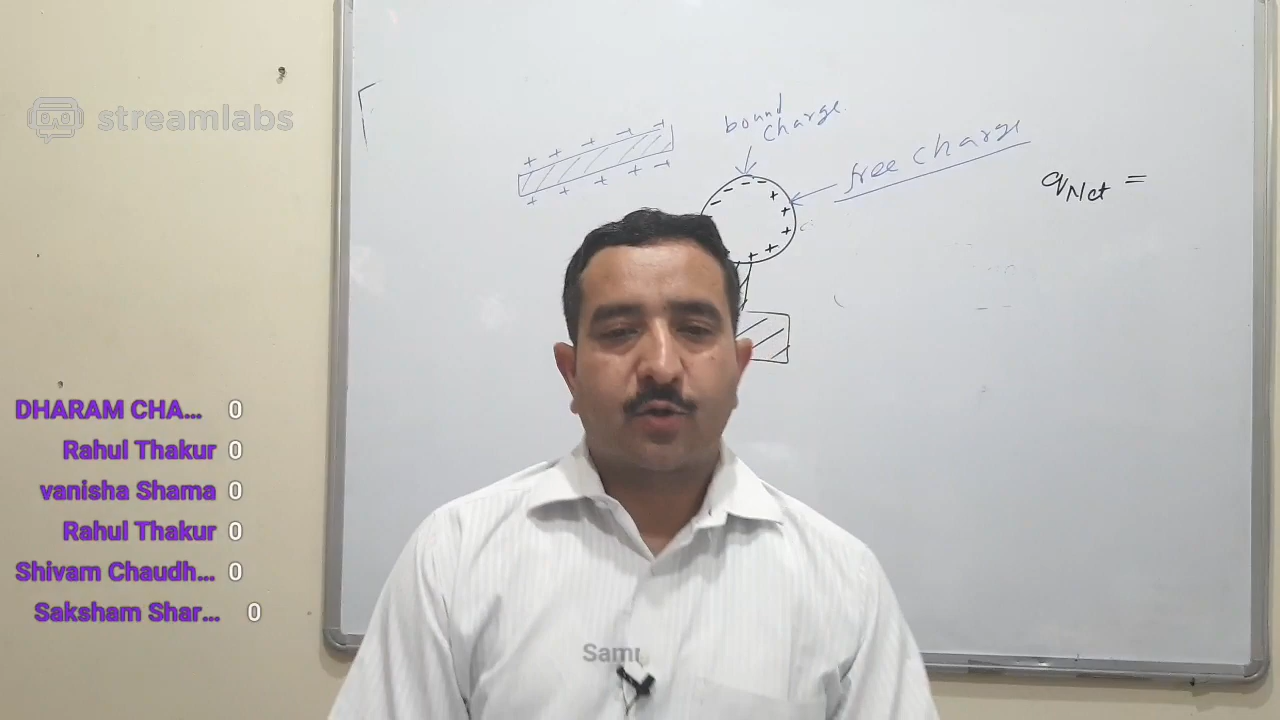 streamlabs
bound
charge.
free charge
qNet =
DHARAM CHA... 0
Rahul Thakur 0
vanisha Shama 0
Rahul Thakur 0
Shivam Chaudh... 0
Saksham Shar... 0